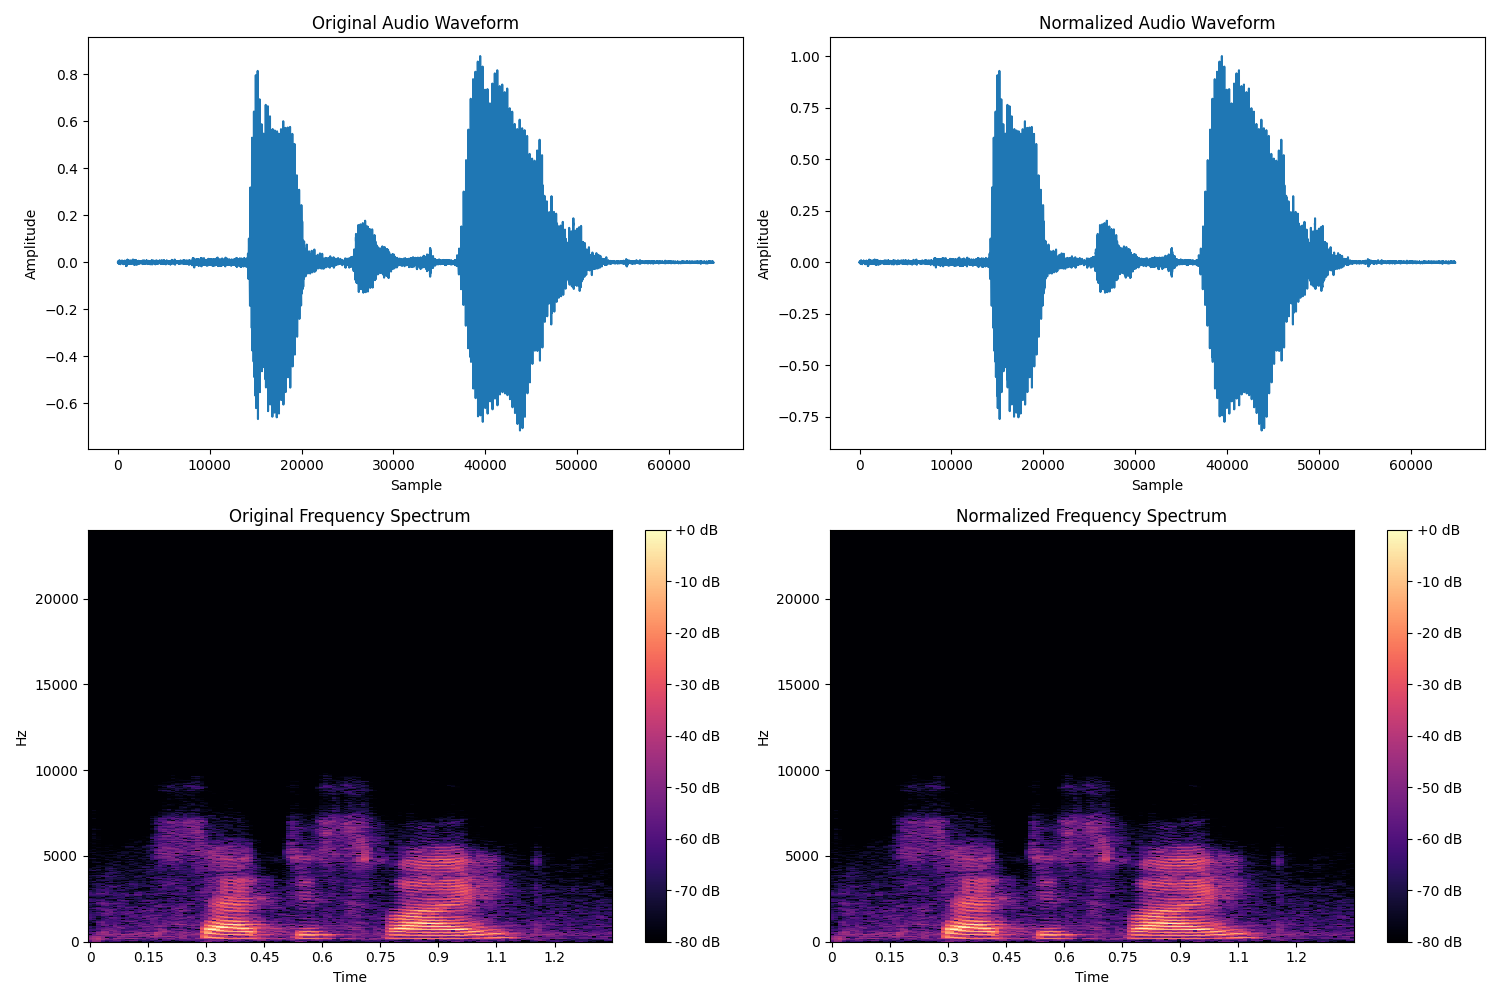 Original Audio Waveform
Amplitude
0.8
0.6
0.4
0.2
0.0
−0.2
−0.4
−0.6
0 10000 20000 30000 40000 50000 60000
Sample
Normalized Audio Waveform
Amplitude
1.00
0.75
0.50
0.25
0.00
−0.25
−0.50
−0.75
0 10000 20000 30000 40000 50000 60000
Sample
Original Frequency Spectrum
Hz
20000
15000
10000
5000
0
0 0.15 0.3 0.45 0.6 0.75 0.9 1.1 1.2
Time
+0 dB
-10 dB
-20 dB
-30 dB
-40 dB
-50 dB
-60 dB
-70 dB
-80 dB
Normalized Frequency Spectrum
Hz
20000
15000
10000
5000
0
0 0.15 0.3 0.45 0.6 0.75 0.9 1.1 1.2
Time
+0 dB
-10 dB
-20 dB
-30 dB
-40 dB
-50 dB
-60 dB
-70 dB
-80 dB